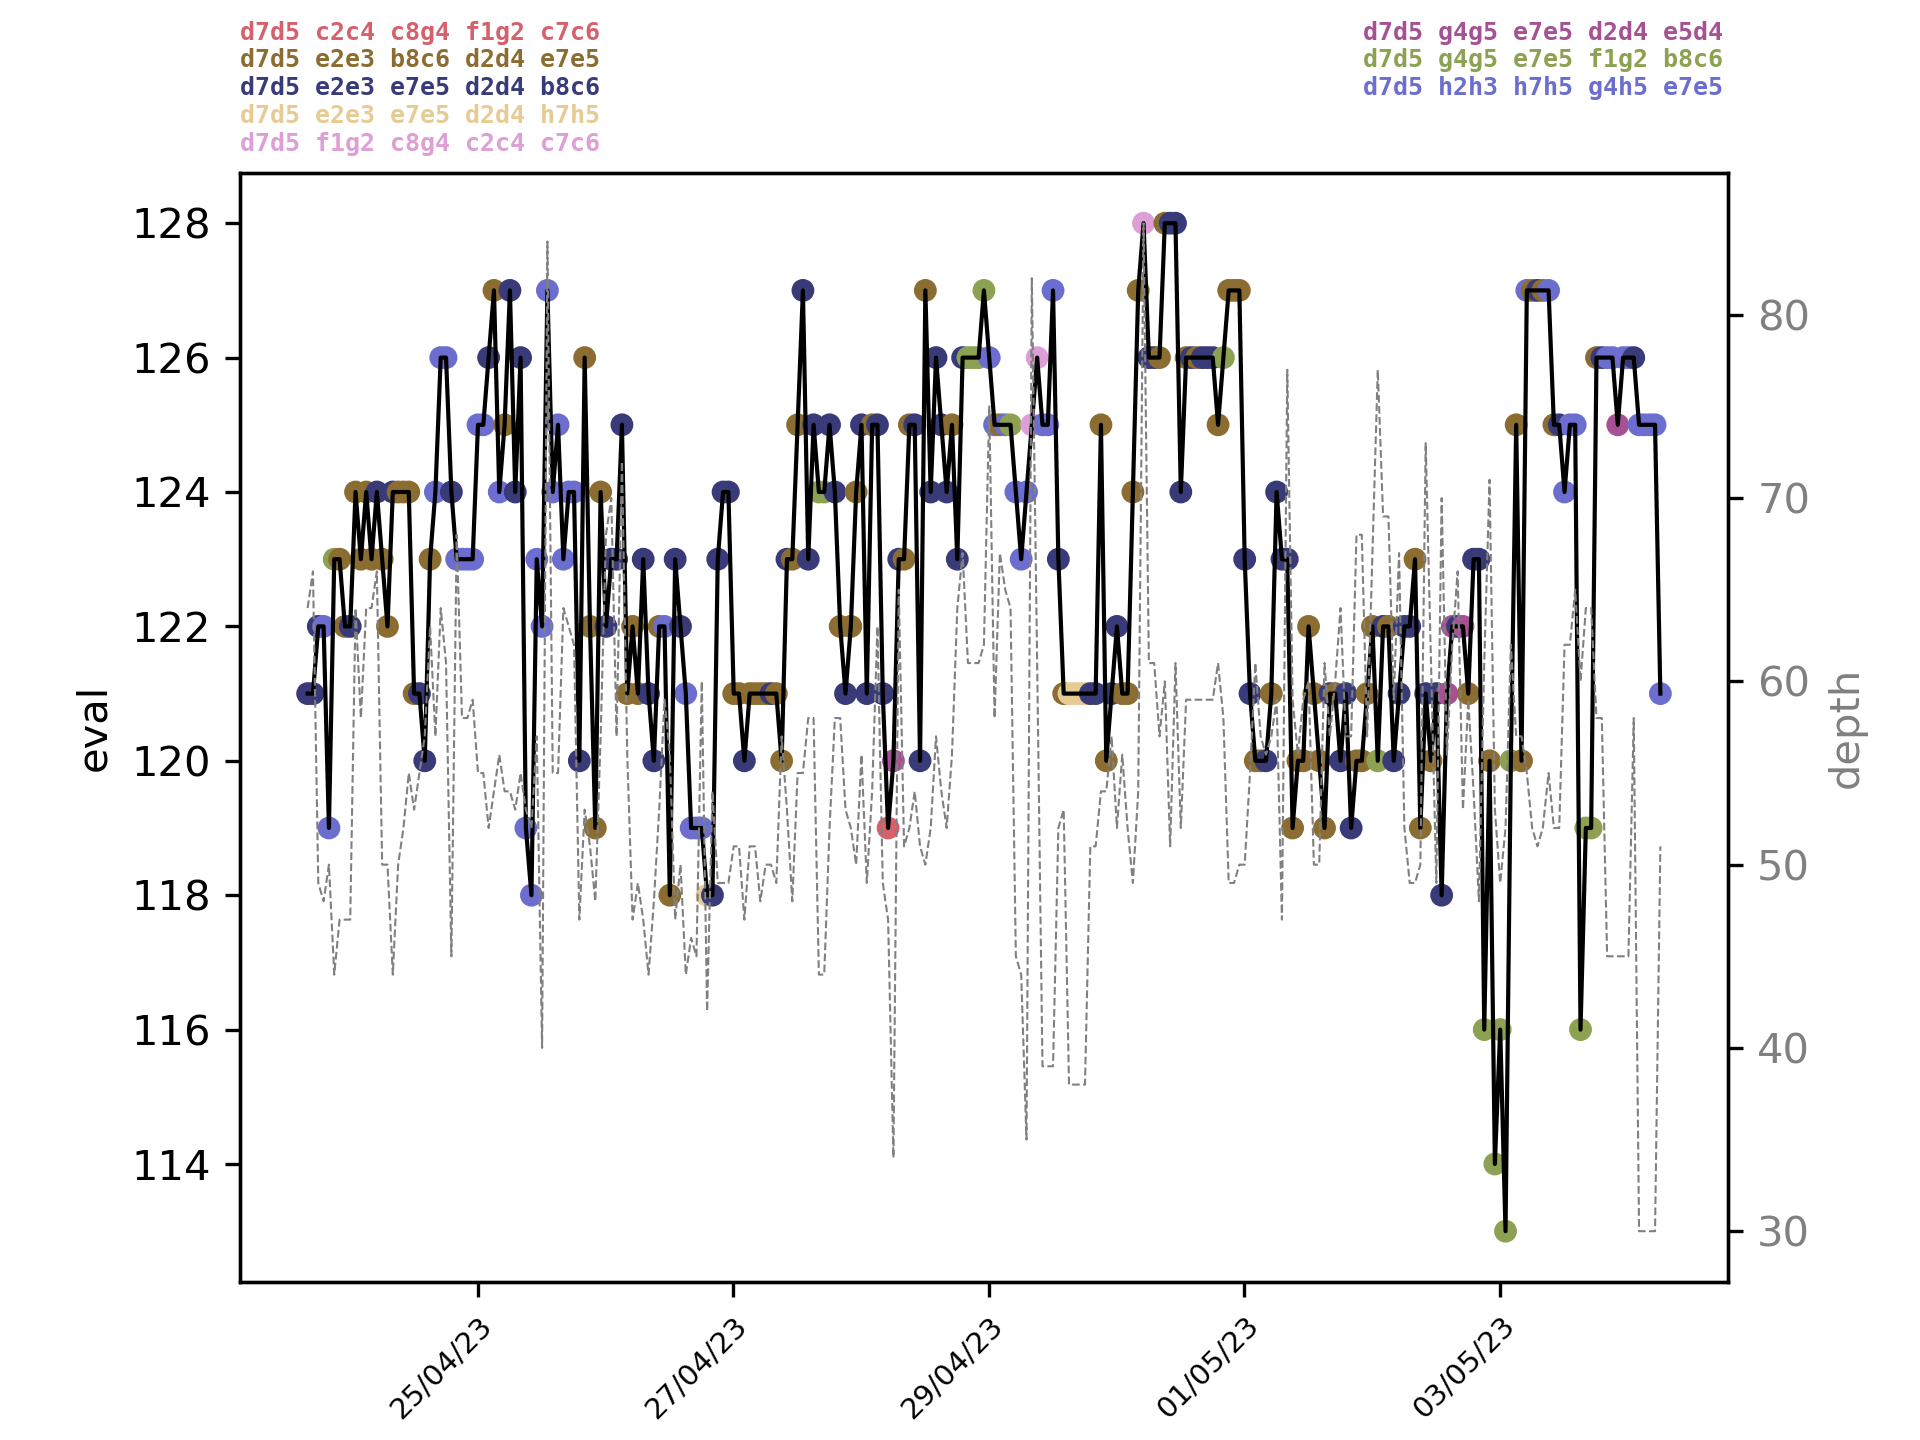 d7d5 c2c4 c8g4 f1g2 c7c6
d7d5 e2e3 b8c6 d2d4 e7e5
d7d5 e2e3 e7e5 d2d4 b8c6
d7d5 e2e3 e7e5 d2d4 h7h5
d7d5 f1g2 c8g4 c2c4 c7c6
d7d5 g4g5 e7e5 d2d4 e5d4
d7d5 g4g5 e7e5 f1g2 b8c6
d7d5 h2h3 h7h5 g4h5 e7e5
128
126
124
122
120
118
116
114
eval
80
70
60
50
40
30
depth
25/04/23
27/04/23
29/04/23
01/05/23
03/05/23